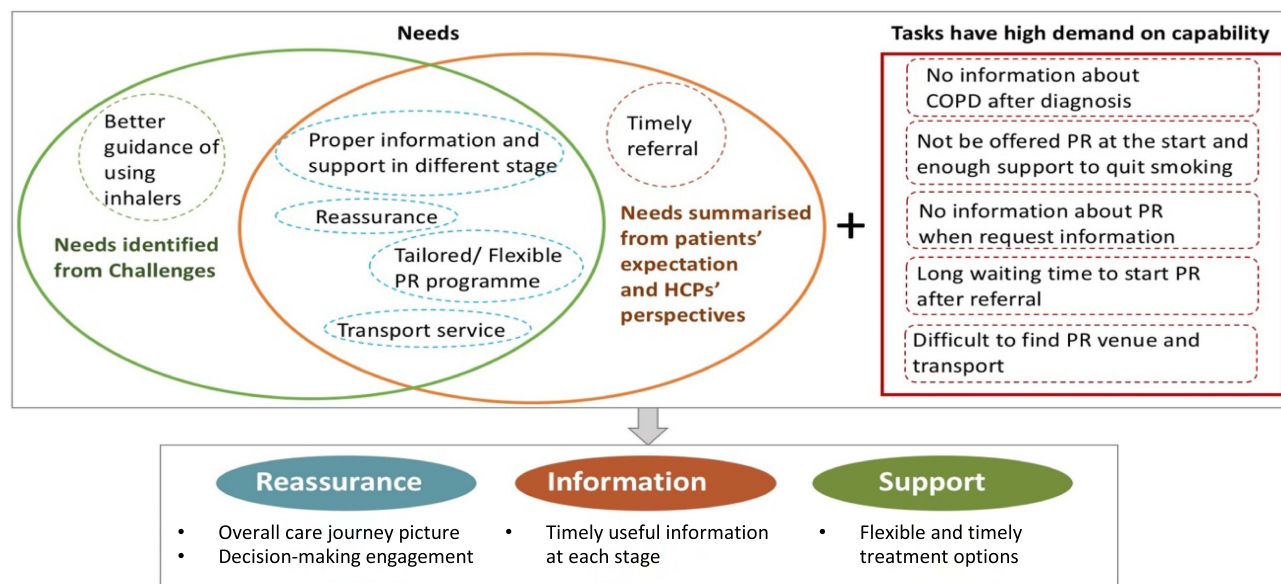 Needs
Tasks have high demand on capability
Better
guidance of
using
inhalers
Needs identified
from Challenges
Proper information and
support in different stage
Reassurance
Tailored/ Flexible
PR programme
Transport service
Timely
referral
Needs summarised
from patients’
expectation
and HCPs’
perspectives
+
No information about
COPD after diagnosis
Not be offered PR at the start and
enough support to quit smoking
No information about PR
when request information
Long waiting time to start PR
after referral
Difficult to find PR venue and
transport
Reassurance
• Overall care journey picture
• Decision-making engagement
Information
• Timely useful information
at each stage
Support
• Flexible and timely
treatment options